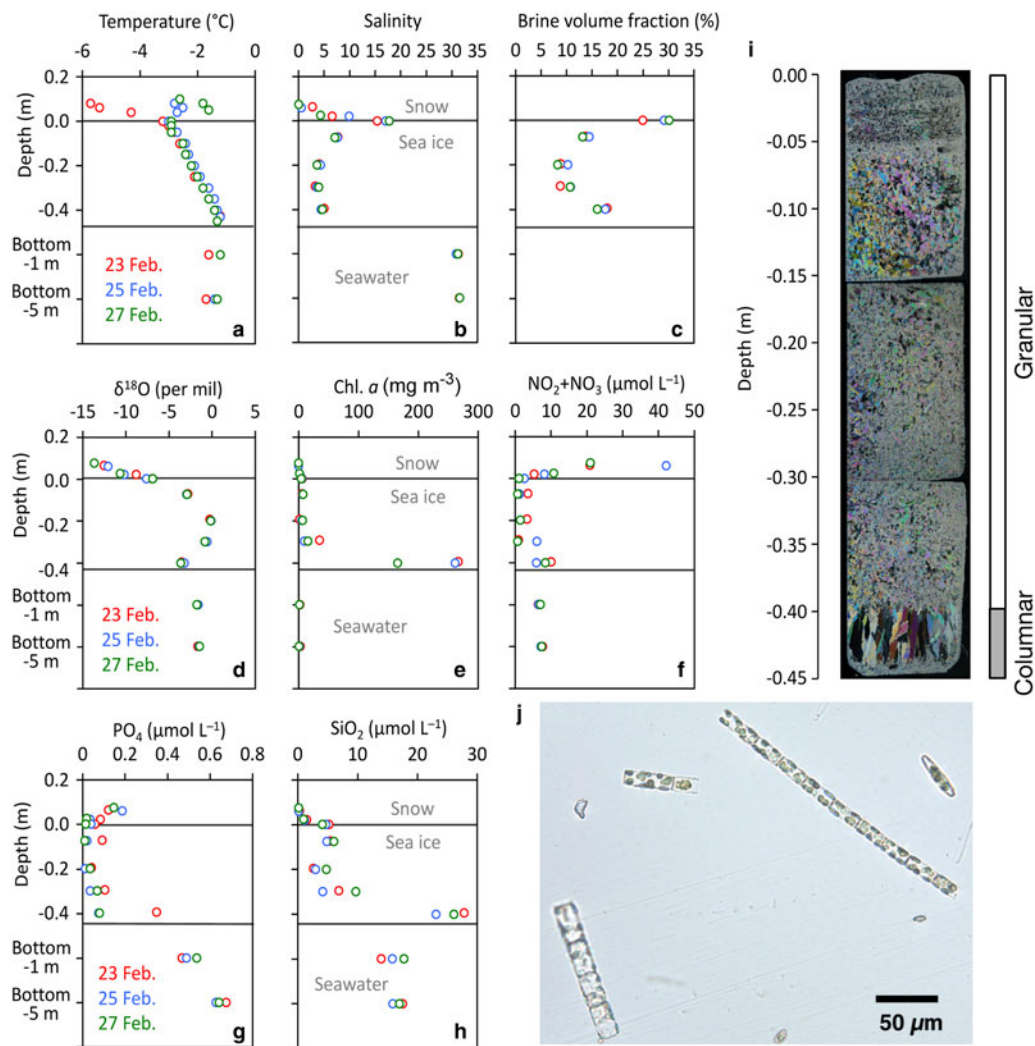 Temperature (°C)
-6 -4 -2 0
0.2
0.0
-0.2
-0.4
Depth (m)
Bottom
-1 m
Bottom
-5 m
23 Feb.
25 Feb.
27 Feb.
a
Salinity
0 5 10 15 20 25 30 35
Snow
Sea ice
Seawater
b
Brine volume fraction (%)
0 5 10 15 20 25 30 35
c
δ¹⁸O (per mil)
-15 -10 -5 0 5
0.2
0.0
-0.2
-0.4
Depth (m)
Bottom
-1 m
Bottom
-5 m
23 Feb.
25 Feb.
27 Feb.
d
Chl. a (mg m⁻³)
0 100 200 300
Snow
Sea ice
Seawater
e
NO₂+NO₃ (µmol L⁻¹)
0 10 20 30 40 50
f
PO₄ (µmol L⁻¹)
0 0.2 0.4 0.6 0.8
0.2
0.0
-0.2
-0.4
Depth (m)
Bottom
-1 m
Bottom
-5 m
23 Feb.
25 Feb.
27 Feb.
g
SiO₂ (µmol L⁻¹)
0 10 20 30
Snow
Sea ice
Seawater
h
i
0.00
-0.05
-0.10
-0.15
-0.20
-0.25
-0.30
-0.35
-0.40
-0.45
Depth (m)
Granular
Columnar
j
50 µm